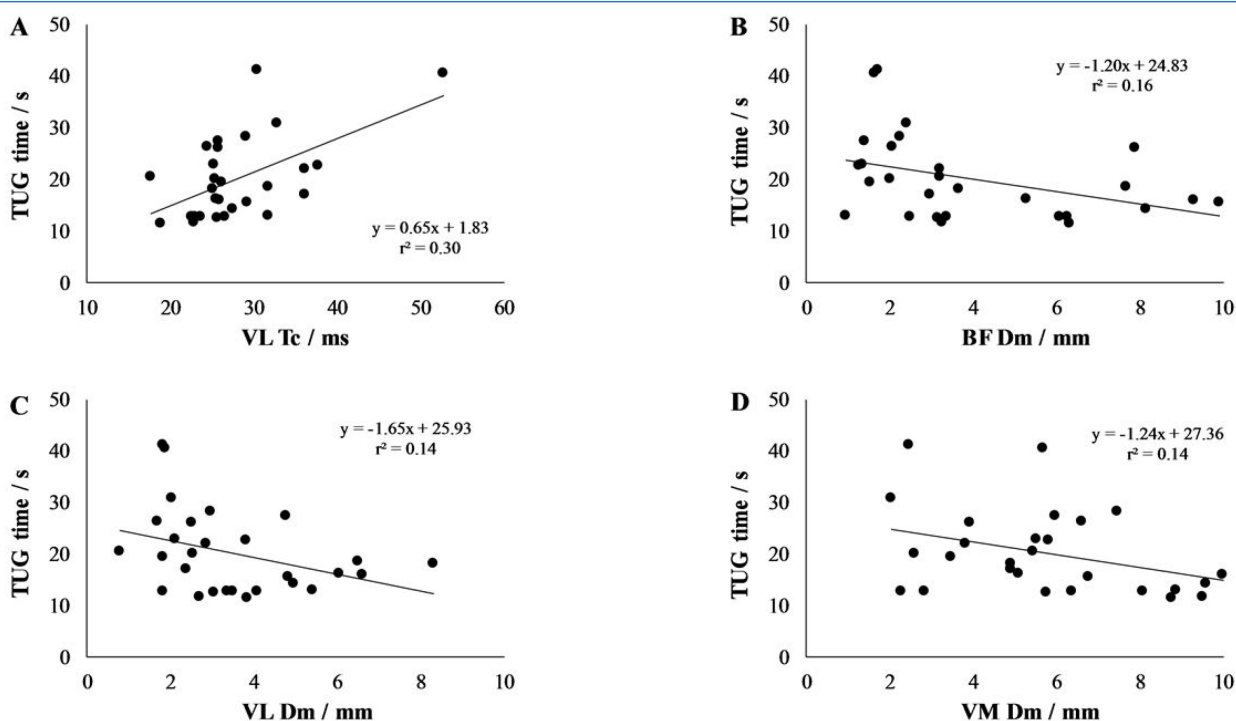 A
50
40
30
20
10
0
TUG time / s
y = 0.65x + 1.83
r² = 0.30
10 20 30 40 50 60
VL Tc / ms
B
50
40
30
20
10
0
TUG time / s
y = -1.20x + 24.83
r² = 0.16
0 2 4 6 8 10
BF Dm / mm
C
50
40
30
20
10
0
TUG time / s
y = -1.65x + 25.93
r² = 0.14
0 2 4 6 8 10
VL Dm / mm
D
50
40
30
20
10
0
TUG time / s
y = -1.24x + 27.36
r² = 0.14
0 2 4 6 8 10
VM Dm / mm